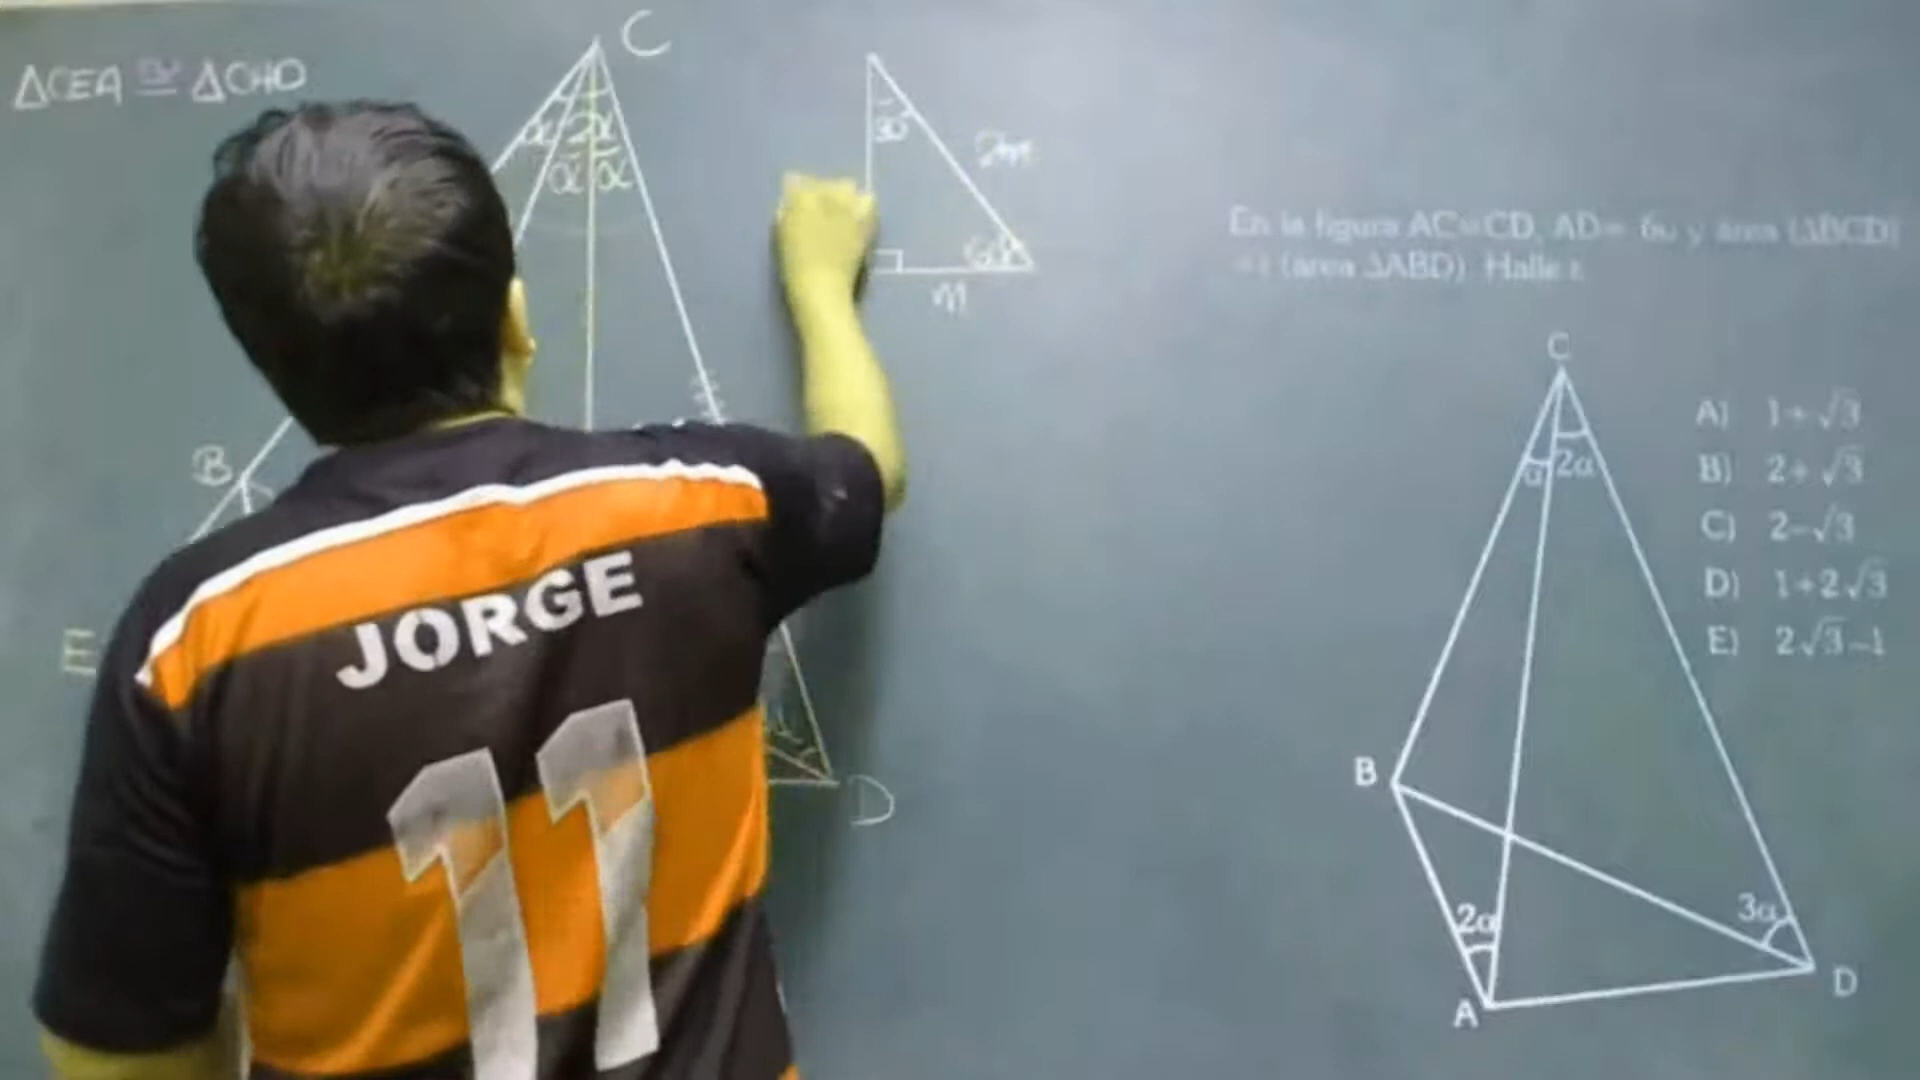 ΔCEA ≅ ΔCHD
C
α 2α
α α
B
E
D
30°
2m
60°
m
JORGE
11
En la figura AC=CD, AD= 6u y área (ΔBCD)
(área ΔABD) Halle
C
α 2α
B
2α
3α
A
D
A) 1+√3
B) 2+√3
C) 2-√3
D) 1+2√3
E) 2√3-1